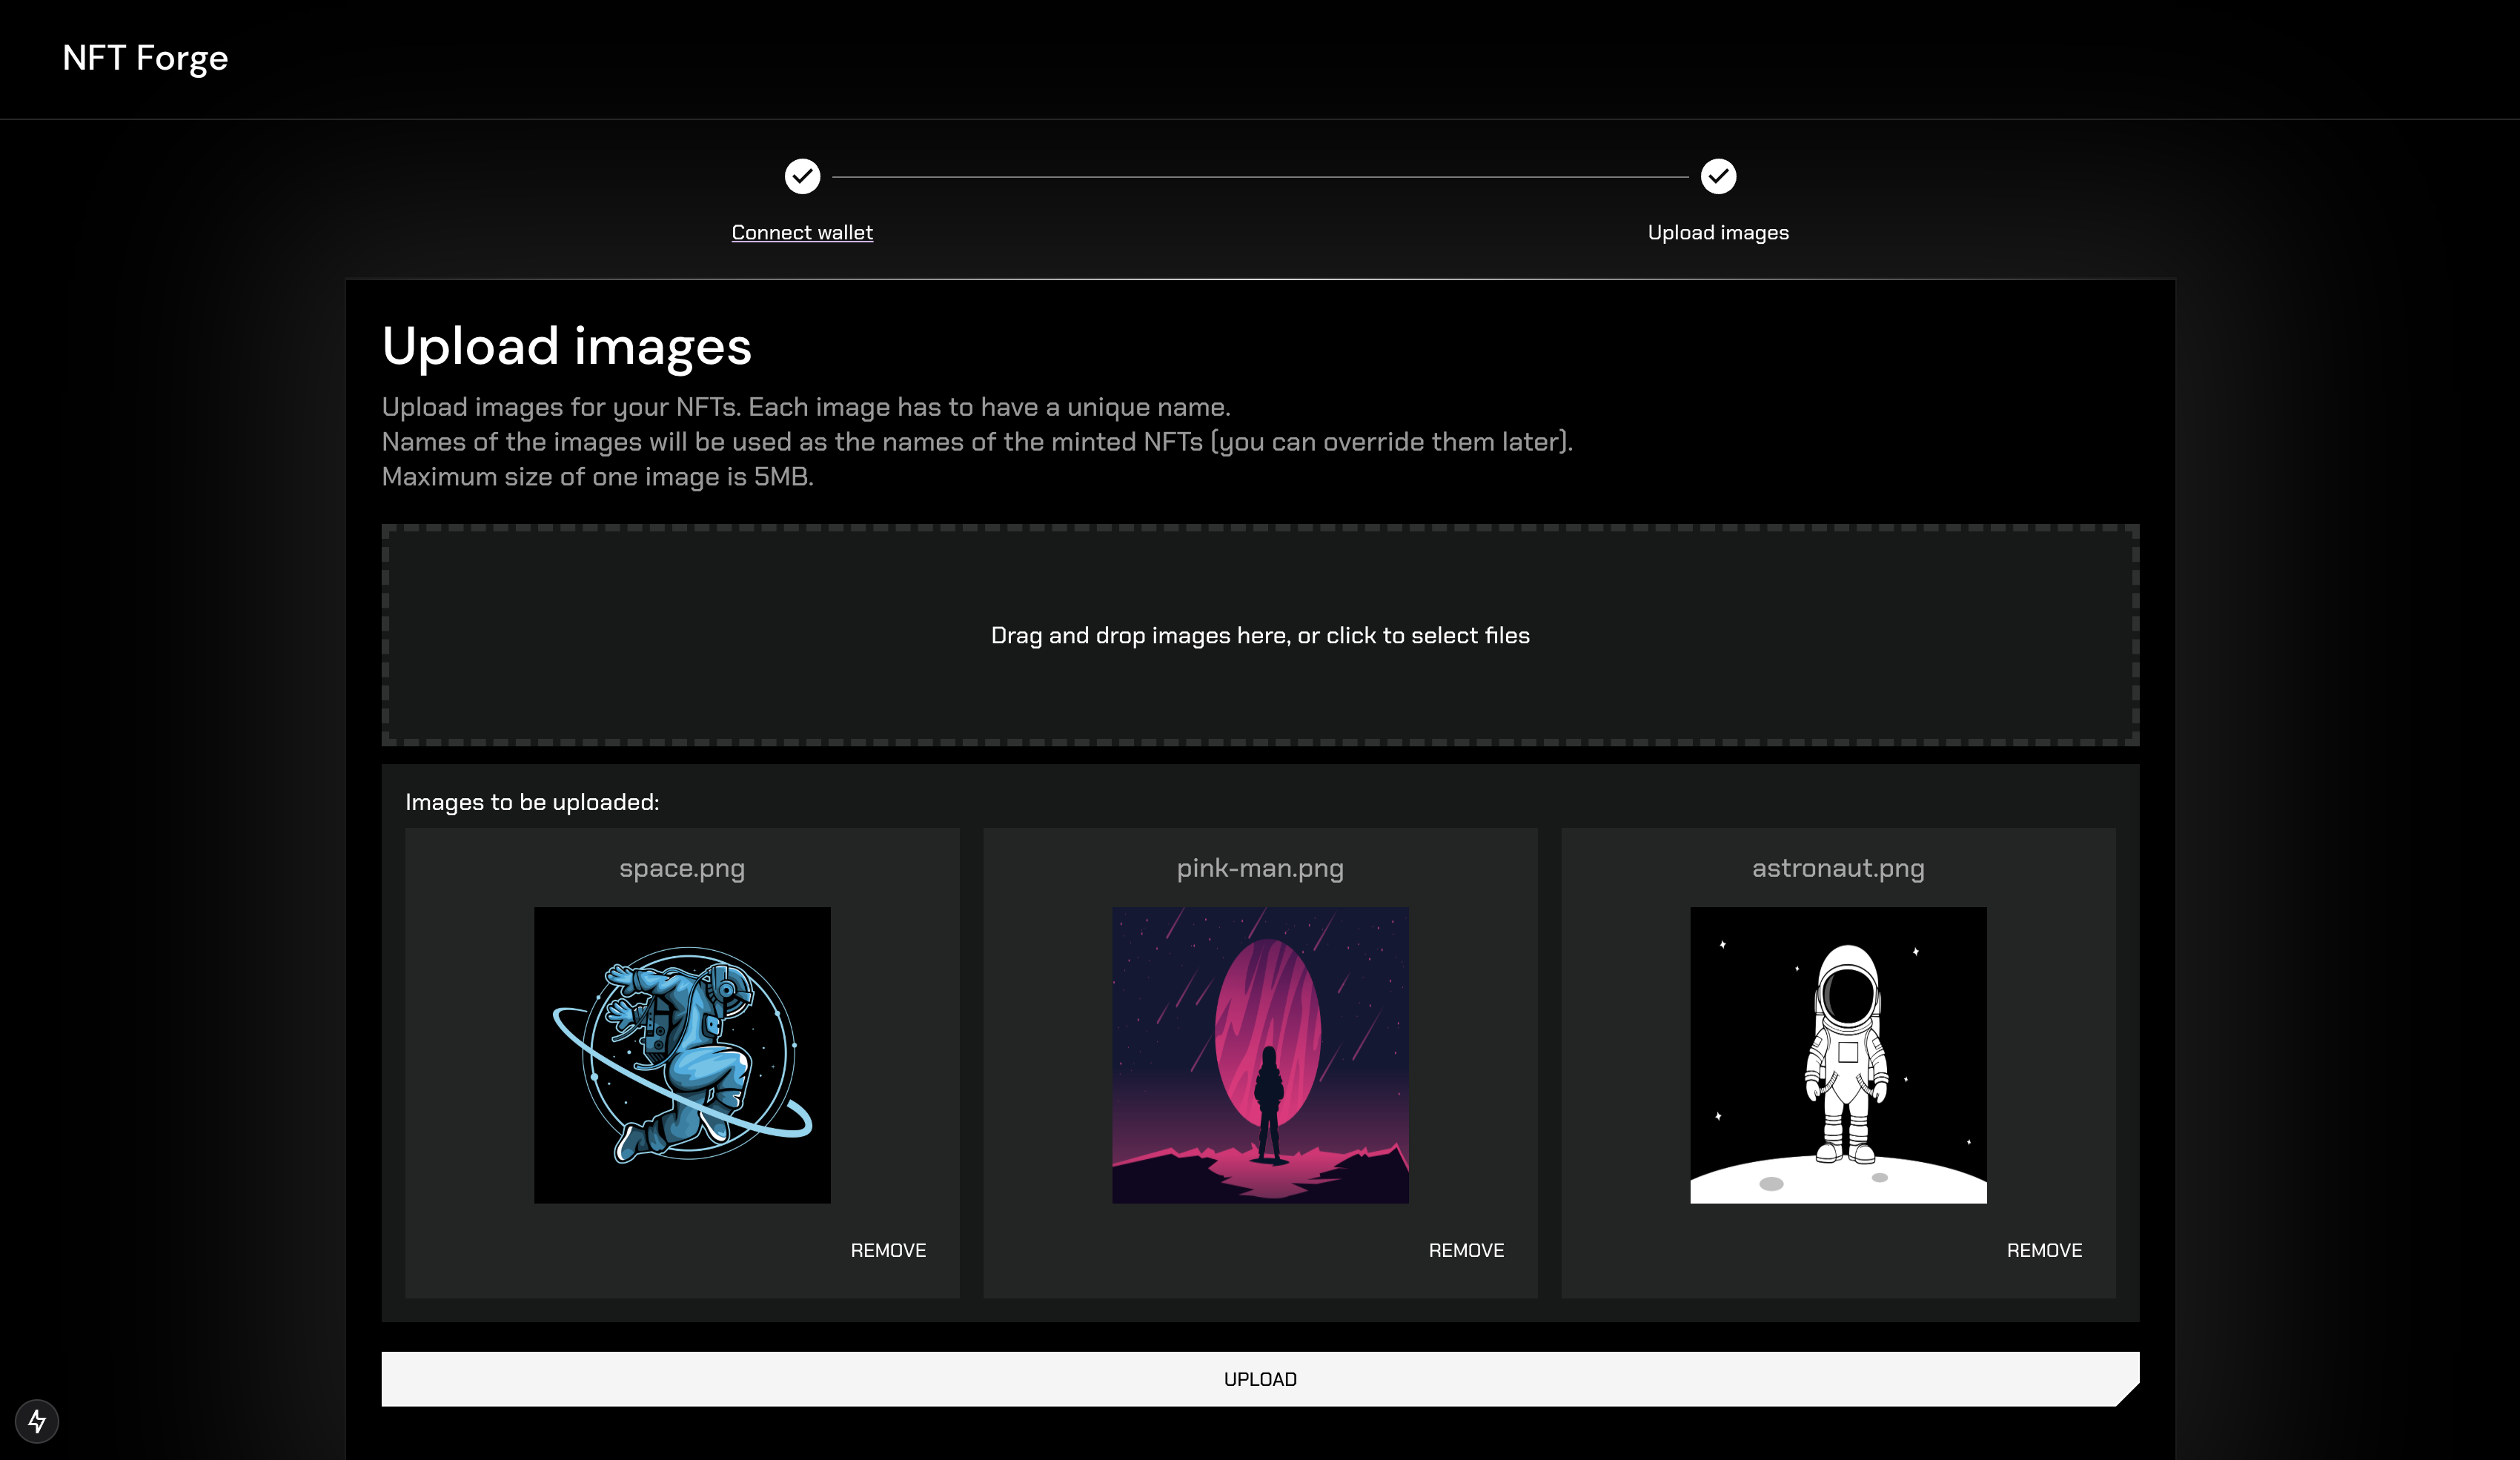 NFT Forge
Connect wallet
Upload images
Upload images
Upload images for your NFTs. Each image has to have a unique name.
Names of the images will be used as the names of the minted NFTs (you can override them later).
Maximum size of one image is 5MB.
Drag and drop images here, or click to select files
Images to be uploaded:
space.png
pink-man.png
astronaut.png
REMOVE
REMOVE
REMOVE
UPLOAD